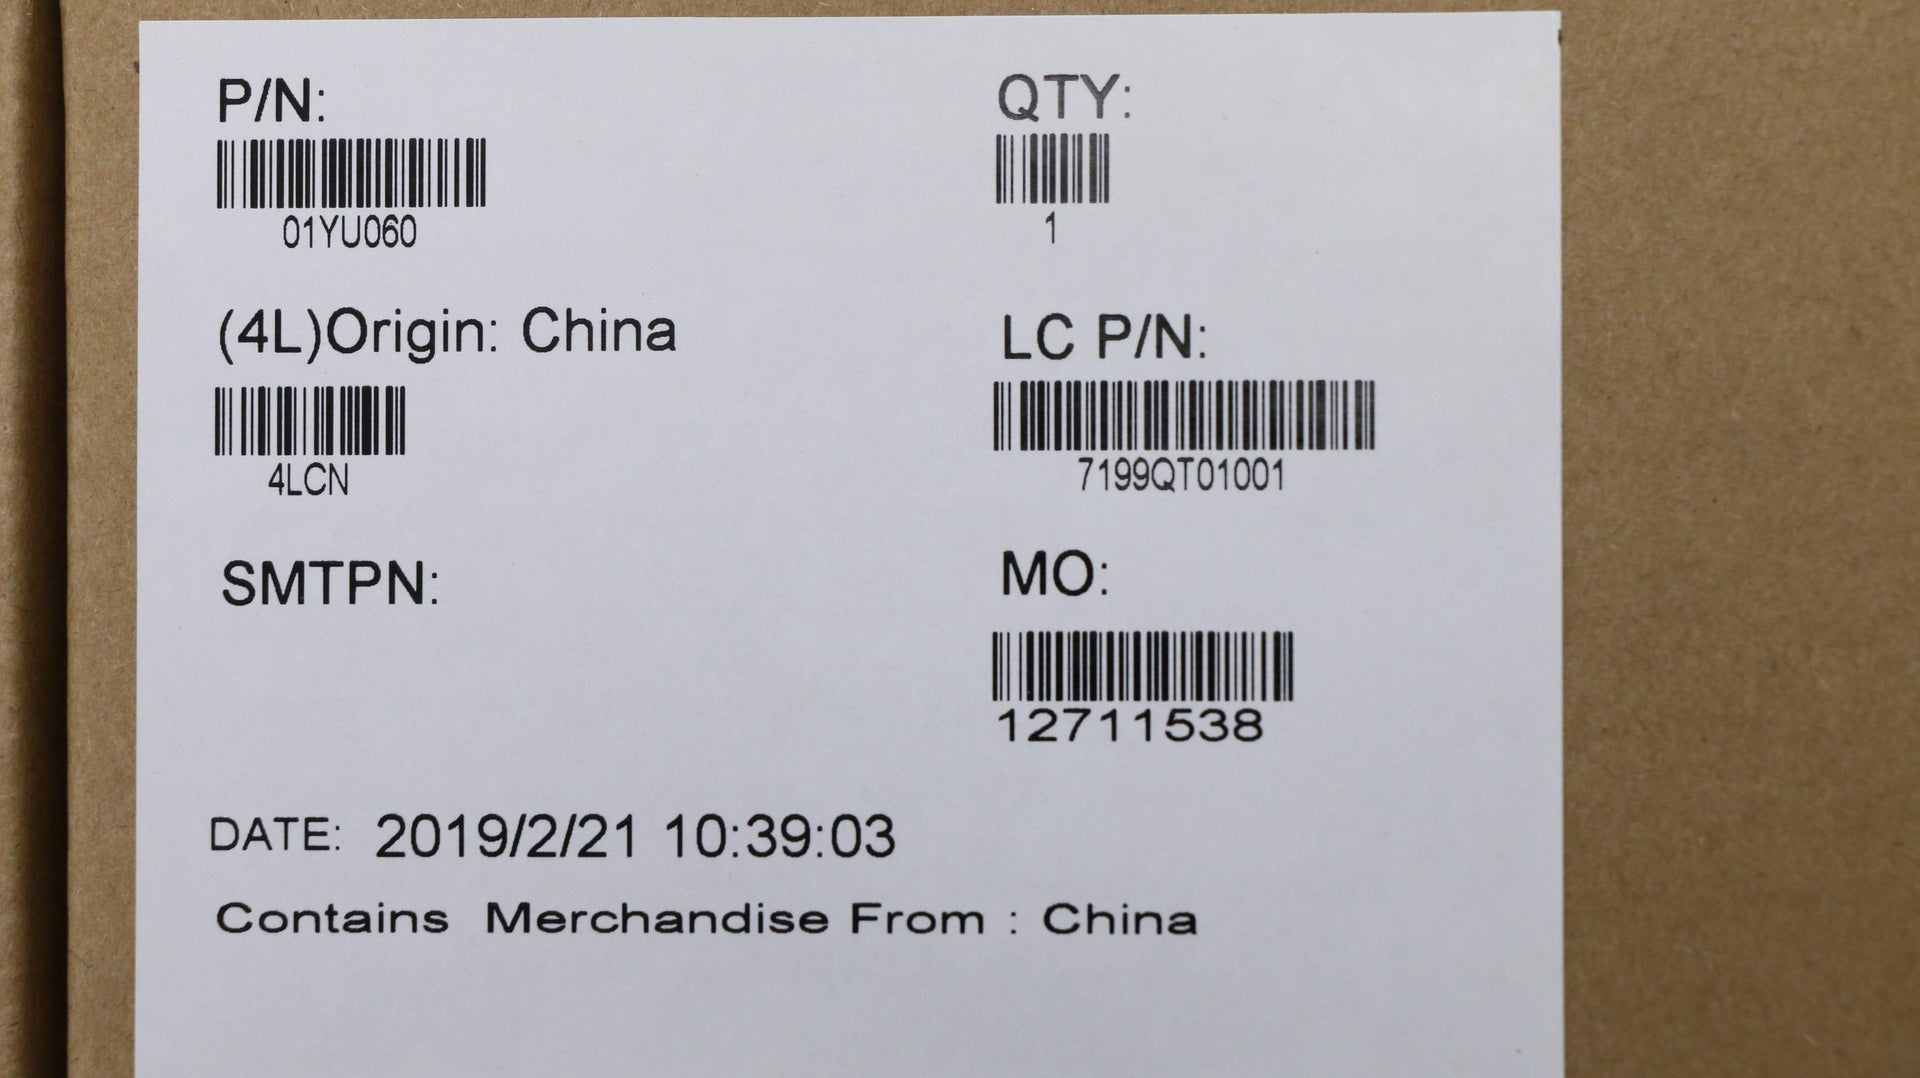 P/N:
01YU060
QTY:
1
(4L)Origin: China
4LCN
LC P/N:
7199QT01001
SMTPN:
MO:
12711538
DATE: 2019/2/21 10:39:03
Contains Merchandise From : China